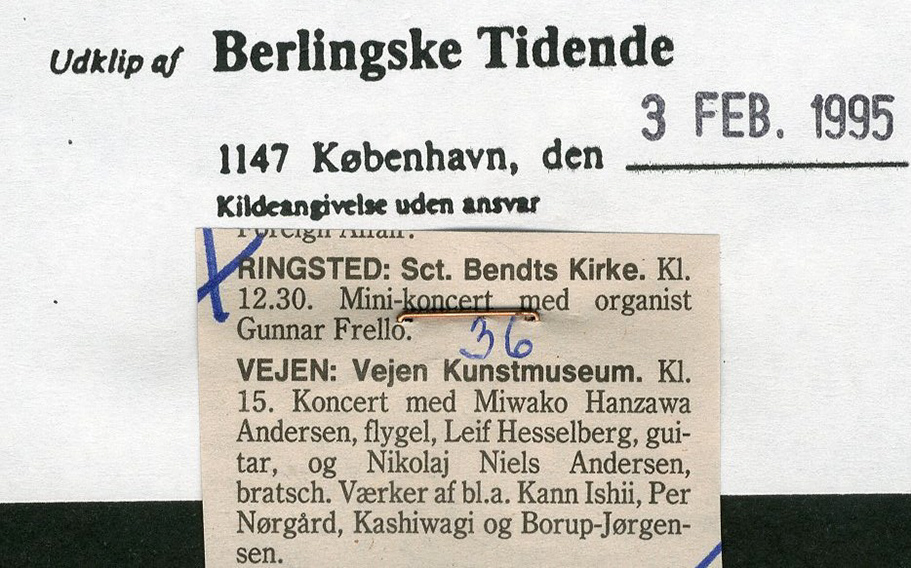 Udklip af Berlingske Tidende
3 FEB. 1995
1147 København, den
Kildeangivelse uden ansvar
Foreign Affair.
RINGSTED: Sct. Bendts Kirke. Kl.
12.30. Mini-koncert med organist
Gunnar Frello.
36
VEJEN: Vejen Kunstmuseum. Kl.
15. Koncert med Miwako Hanzawa
Andersen, flygel, Leif Hesselberg, gui-
tar, og Nikolaj Niels Andersen,
bratsch. Værker af bl.a. Kann Ishii, Per
Nørgård, Kashiwagi og Borup-Jørgen-
sen.